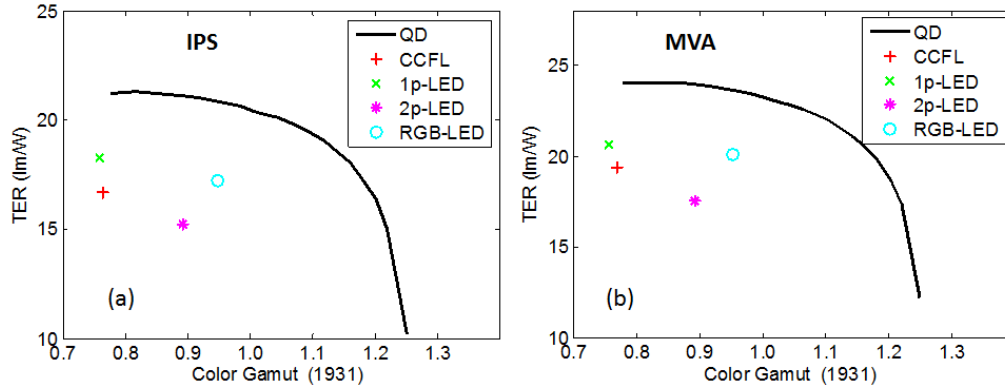 IPS
QD
CCFL
1p-LED
2p-LED
RGB-LED
TER (lm/W)
25
20
15
10
(a)
0.7 0.8 0.9 1.0 1.1 1.2 1.3
Color Gamut (1931)
MVA
QD
CCFL
1p-LED
2p-LED
RGB-LED
TER (lm/W)
25
20
15
10
(b)
0.7 0.8 0.9 1.0 1.1 1.2 1.3
Color Gamut (1931)